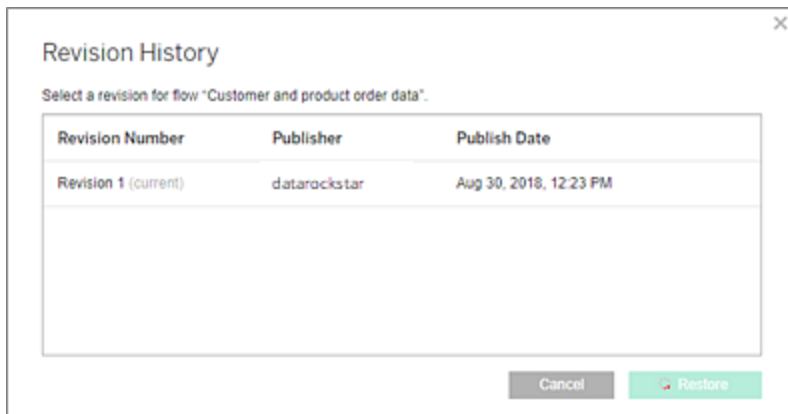 Revision History
Select a revision for flow "Customer and product order data".
Revision Number Publisher Publish Date
Revision 1 (current) datarockstar Aug 30, 2018, 12:23 PM
Cancel Restore